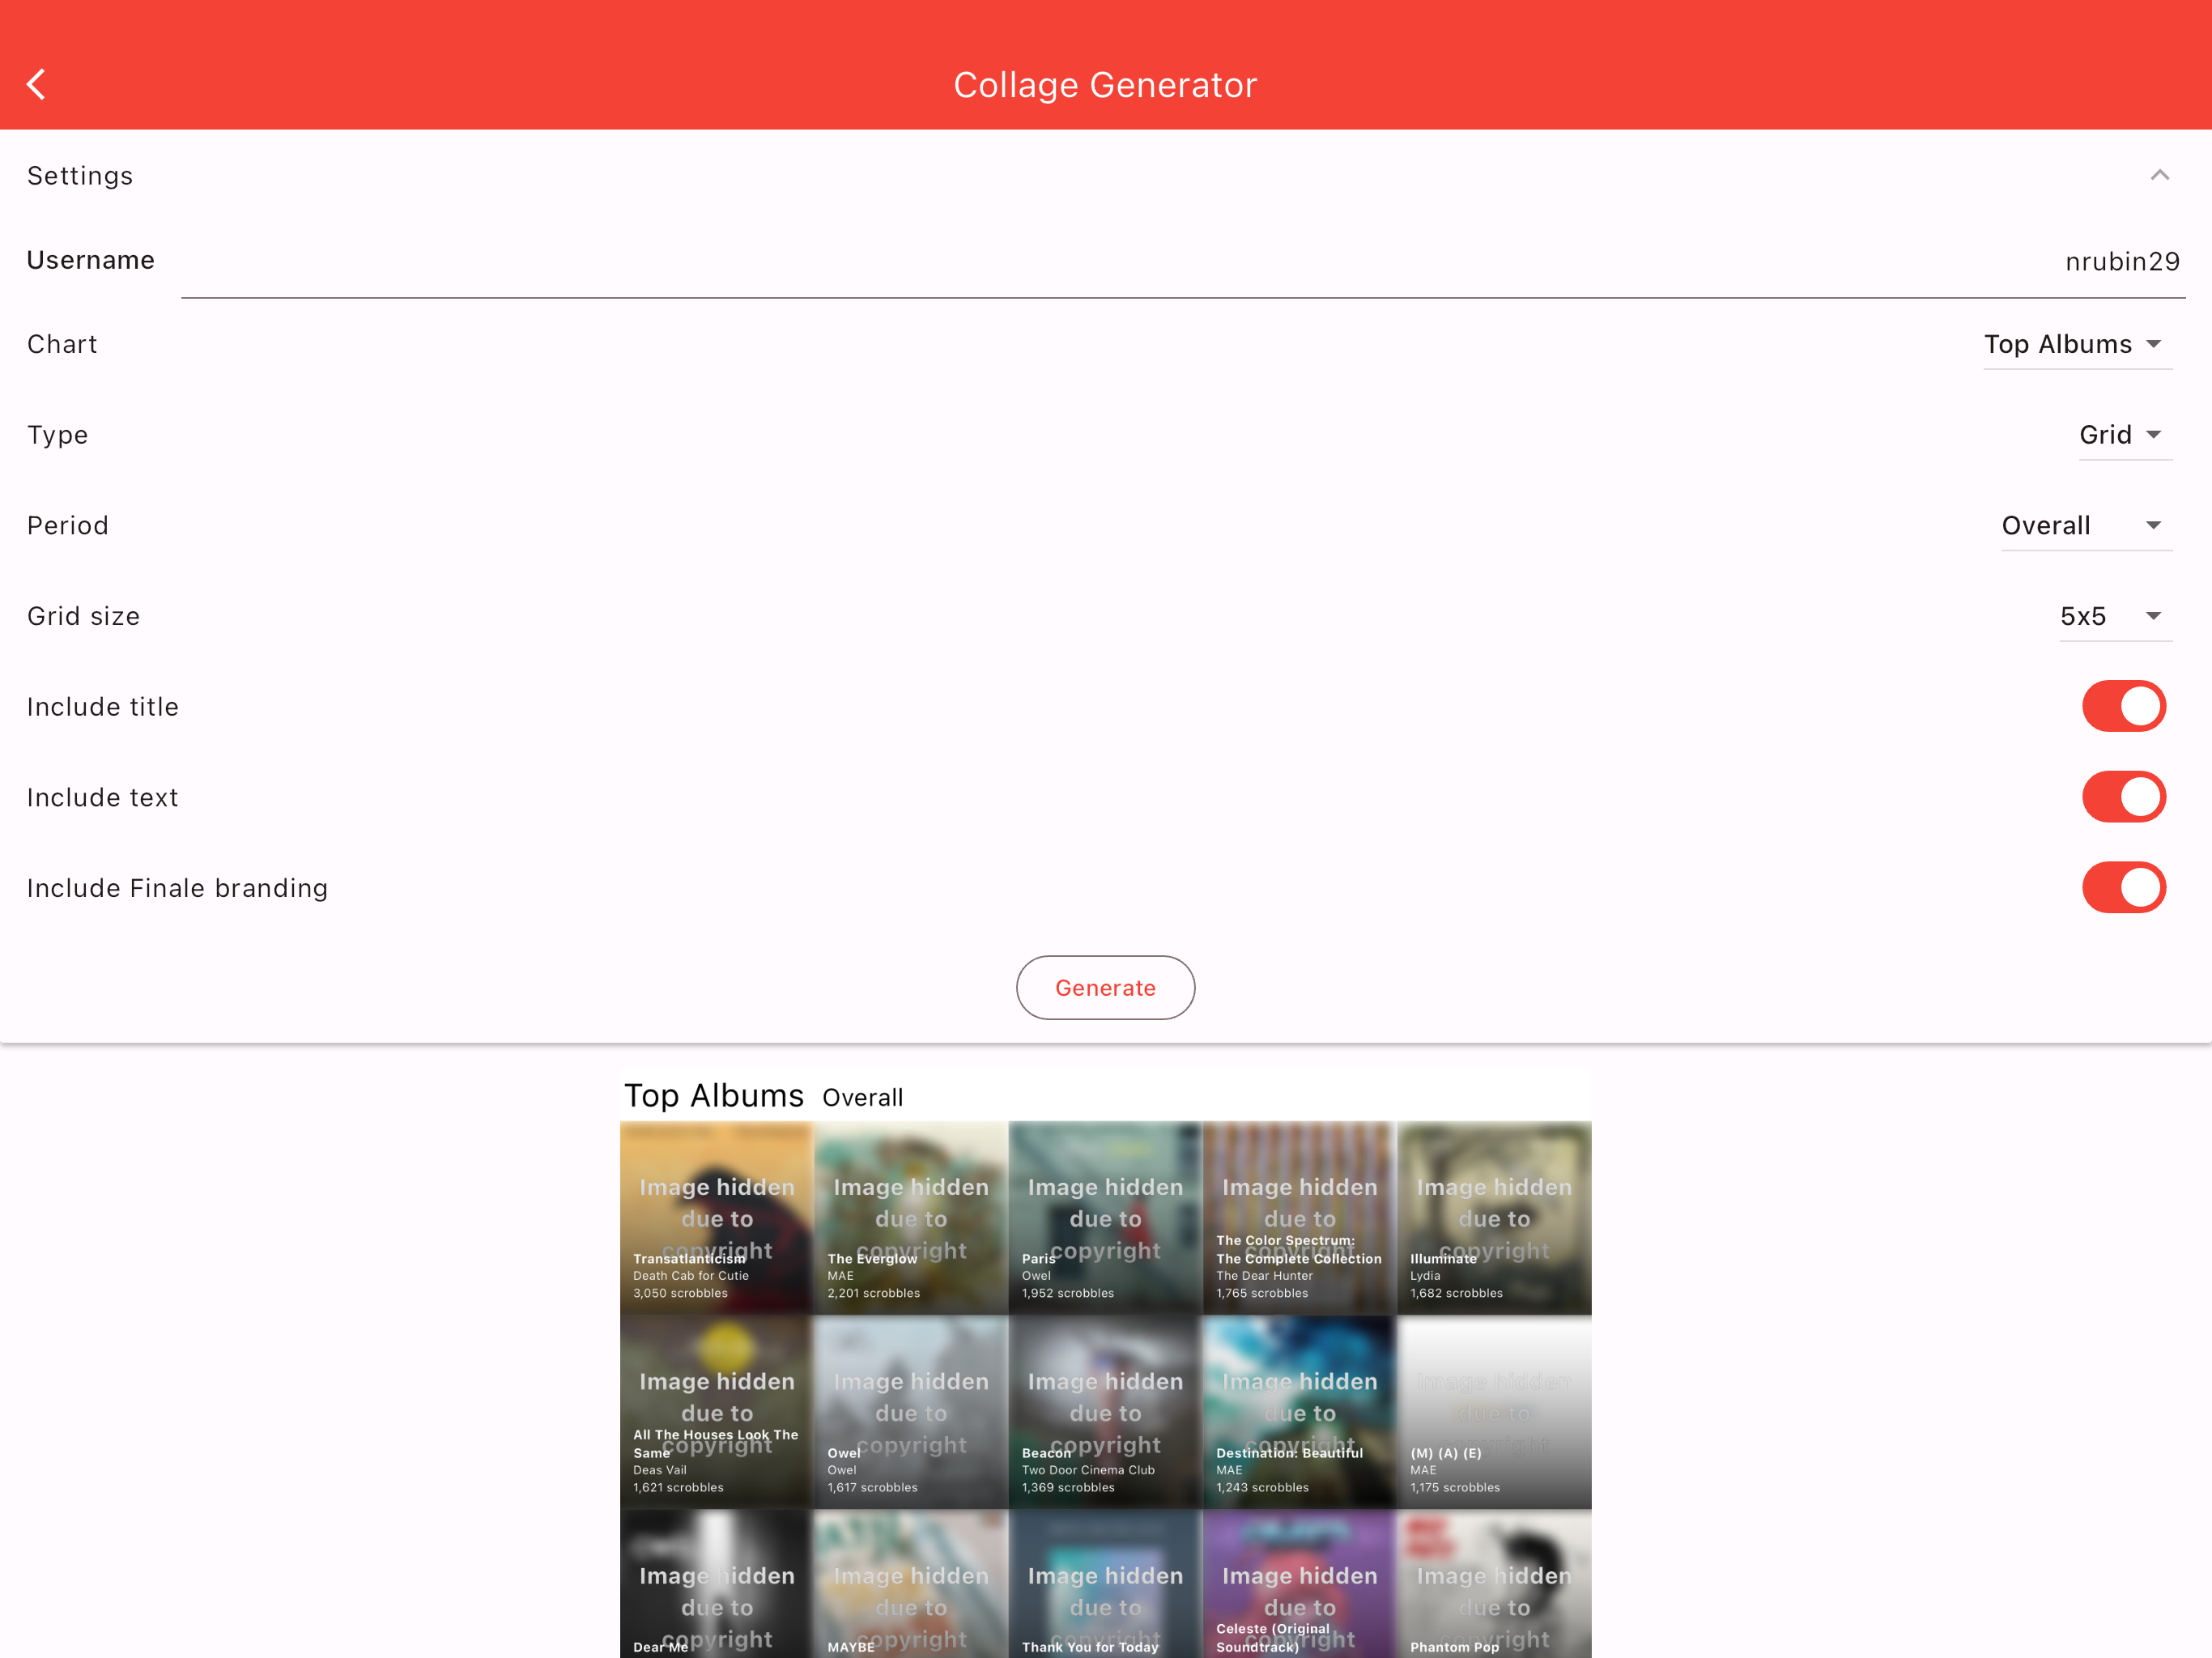 Collage Generator
Settings
Username nrubin29
Chart Top Albums
Type Grid
Period Overall
Grid size 5x5
Include title
Include text
Include Finale branding
Generate
Top Albums Overall
Image hidden
due to
copyright
Transatlanticism
Death Cab for Cutie
3,050 scrobbles
Image hidden
due to
copyright
The Everglow
MAE
2,201 scrobbles
Image hidden
due to
copyright
Paris
Owel
1,952 scrobbles
Image hidden
due to
copyright
The Color Spectrum:
The Complete Collection
The Dear Hunter
1,765 scrobbles
Image hidden
due to
copyright
Illuminate
Lydia
1,682 scrobbles
Image hidden
due to
copyright
All The Houses Look The
Same
Deas Vail
1,621 scrobbles
Image hidden
due to
copyright
Owel
Owel
1,617 scrobbles
Image hidden
due to
copyright
Beacon
Two Door Cinema Club
1,369 scrobbles
Image hidden
due to
copyright
Destination: Beautiful
MAE
1,243 scrobbles
Image hidden
due to
copyright
(M) (A) (E)
MAE
1,175 scrobbles
Image hidden
due to
copyright
Dear Me
Image hidden
due to
copyright
MAYBE
Image hidden
due to
copyright
Thank You for Today
Image hidden
due to
copyright
Celeste (Original
Soundtrack)
Image hidden
due to
copyright
Phantom Pop